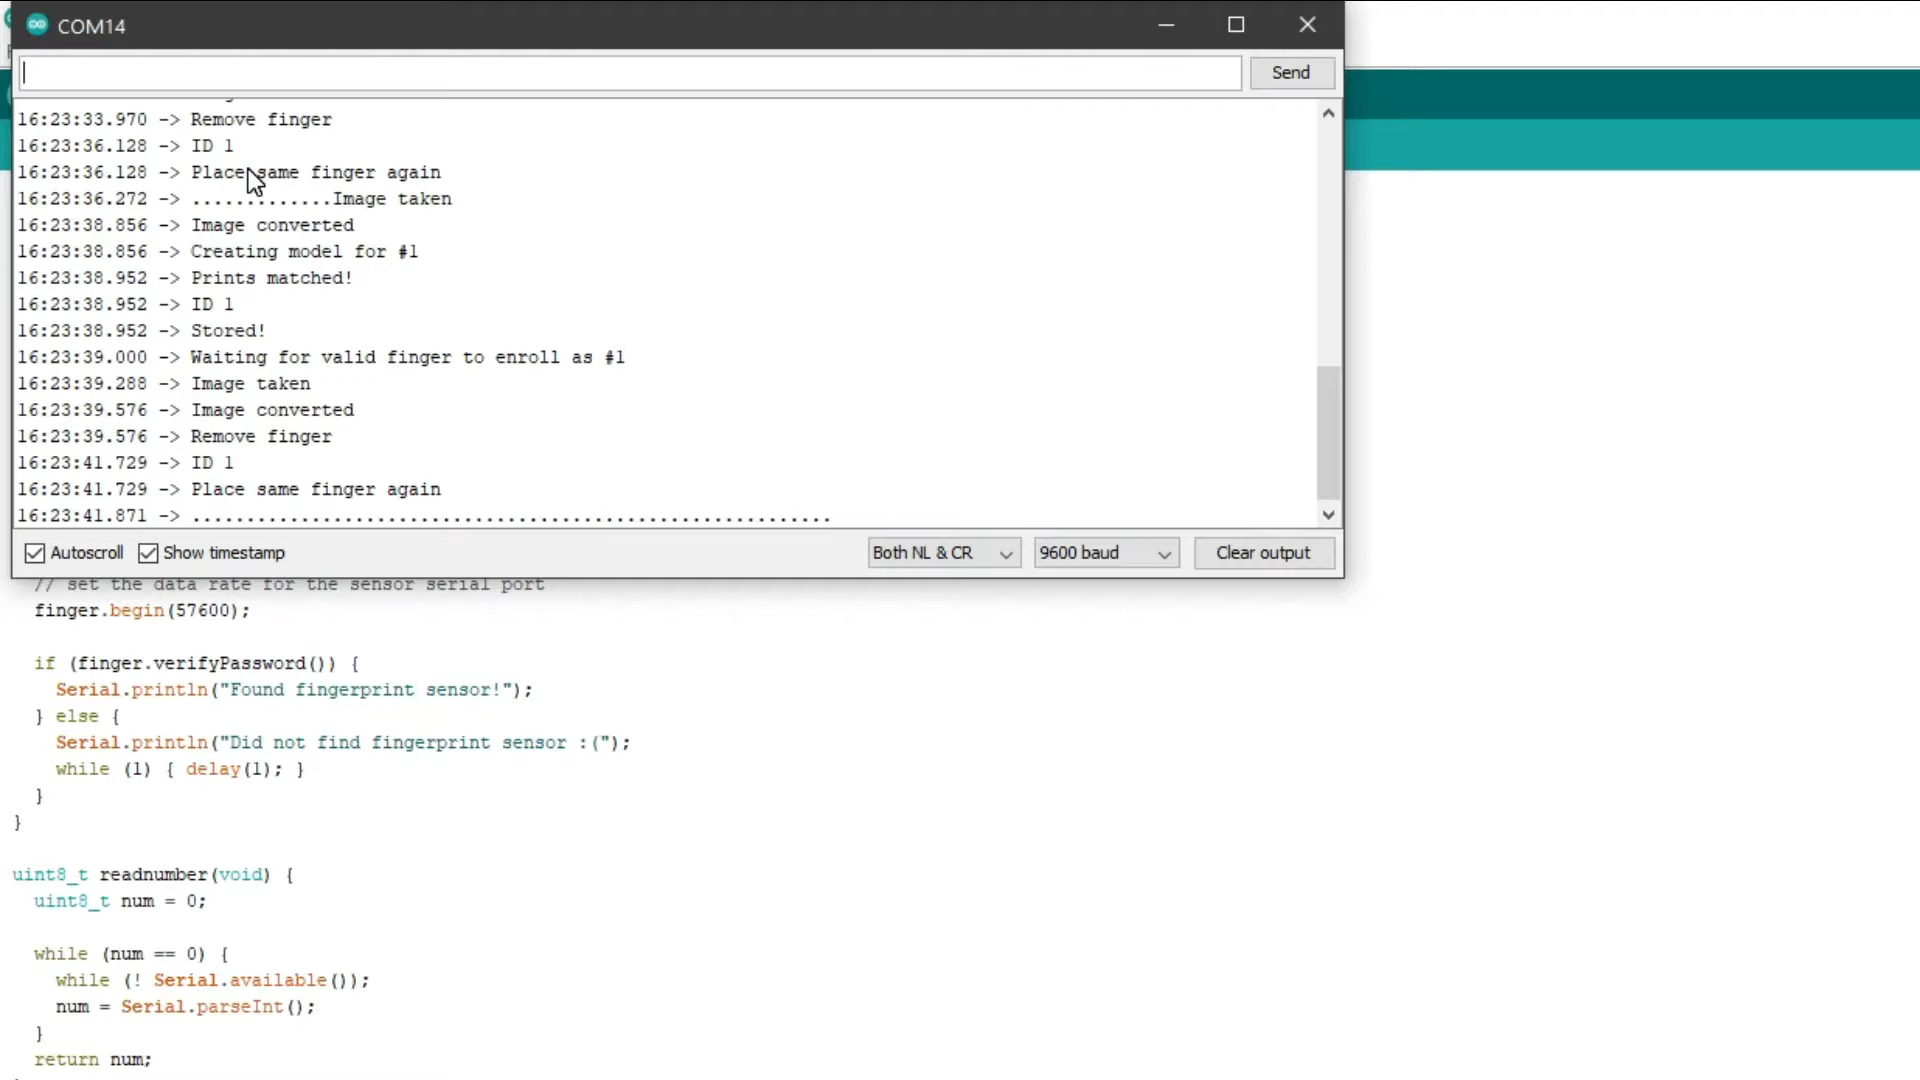 COM14
Send
16:23:33.970 -> Remove finger
16:23:36.128 -> ID 1
16:23:36.128 -> Place same finger again
16:23:36.272 -> .............Image taken
16:23:38.856 -> Image converted
16:23:38.856 -> Creating model for #1
16:23:38.952 -> Prints matched!
16:23:38.952 -> ID 1
16:23:38.952 -> Stored!
16:23:39.000 -> Waiting for valid finger to enroll as #1
16:23:39.288 -> Image taken
16:23:39.576 -> Image converted
16:23:39.576 -> Remove finger
16:23:41.729 -> ID 1
16:23:41.729 -> Place same finger again
16:23:41.871 -> ...........................................................
Autoscroll Show timestamp Both NL & CR 9600 baud Clear output
// set the data rate for the sensor serial port
finger.begin(57600);
if (finger.verifyPassword()) {
Serial.println("Found fingerprint sensor!");
} else {
Serial.println("Did not find fingerprint sensor :(");
while (1) { delay(1); }
}
}
uint8_t readnumber(void) {
uint8_t num = 0;
while (num == 0) {
while (! Serial.available());
num = Serial.parseInt();
}
return num;